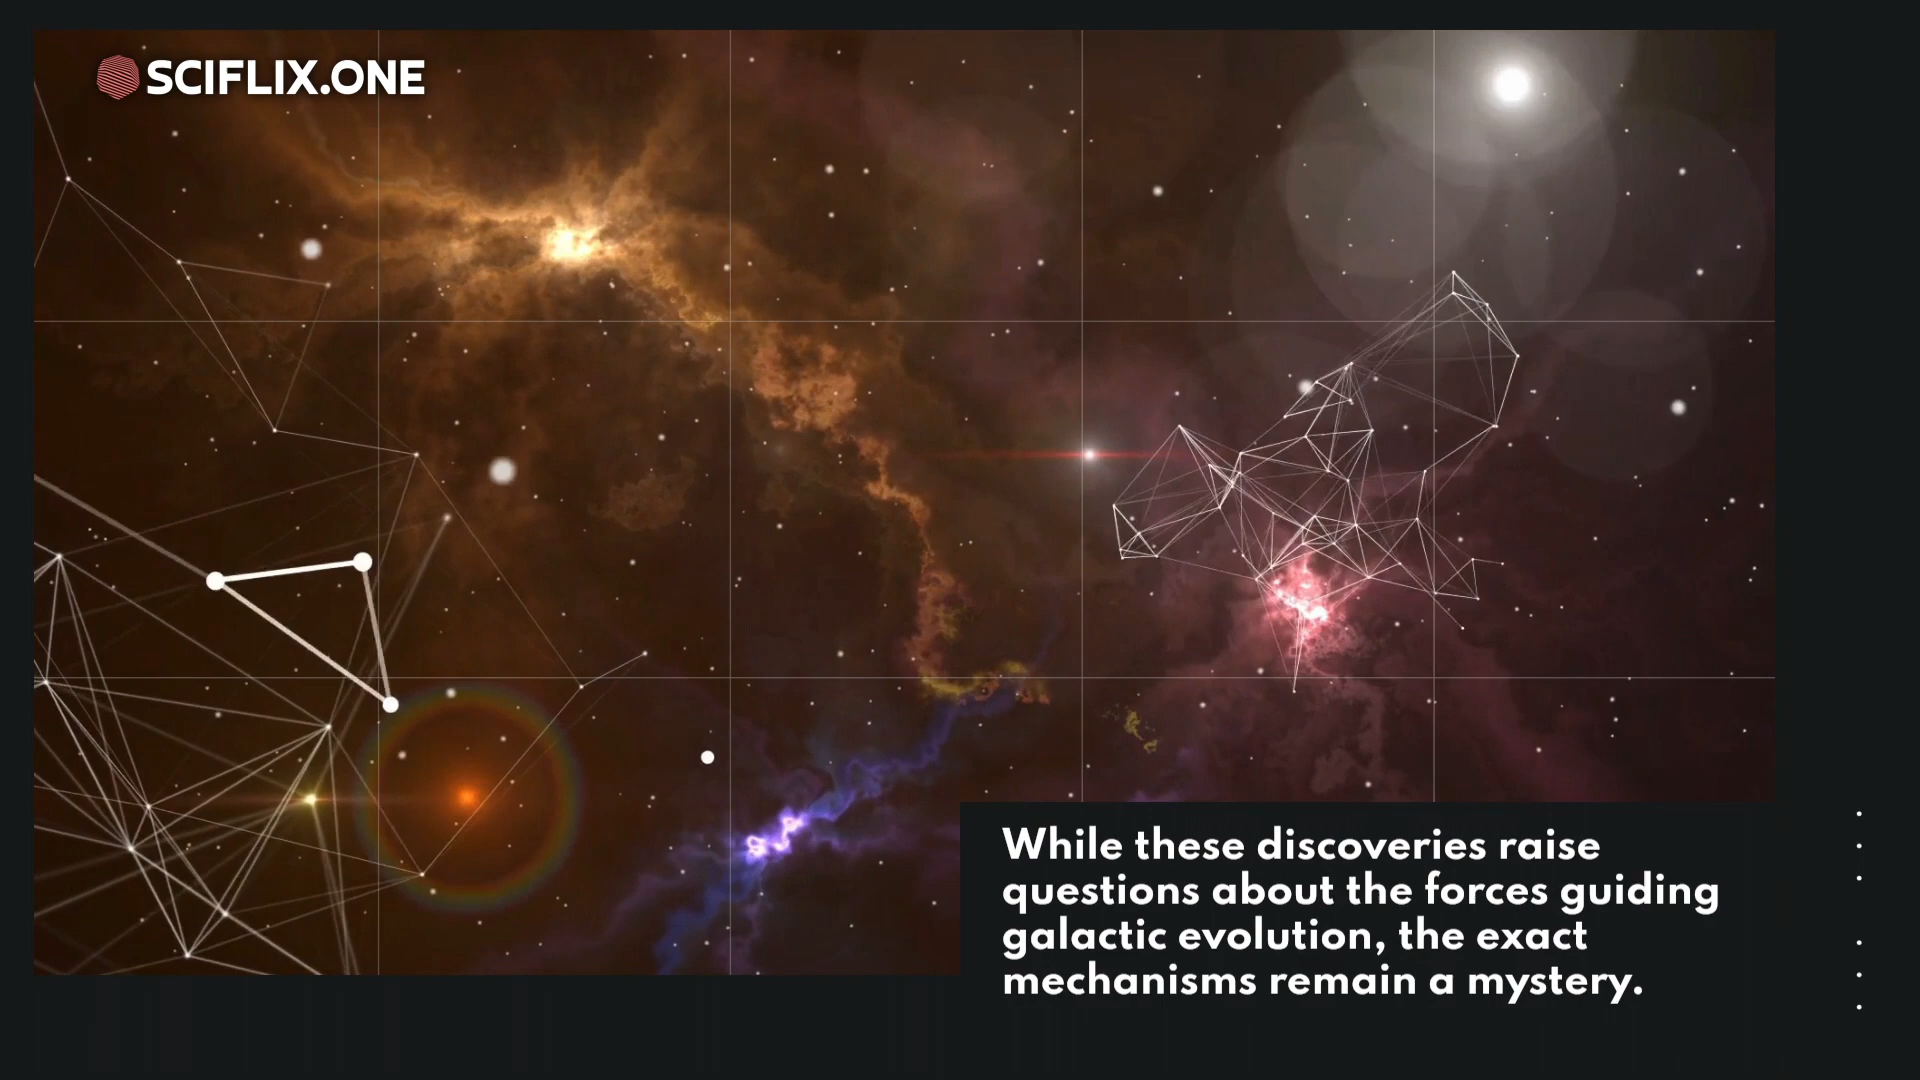 SCIFLIX.ONE
While these discoveries raise
questions about the forces guiding
galactic evolution, the exact
mechanisms remain a mystery.